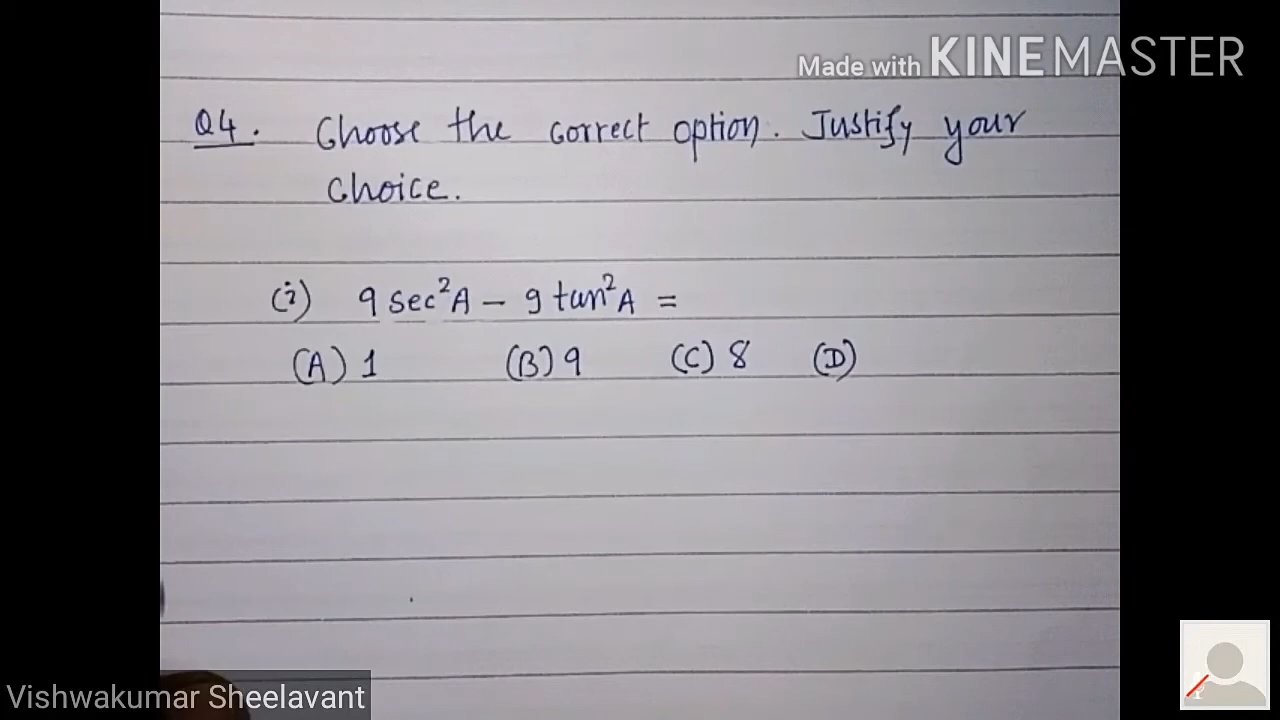 Made with KINEMASTER
Q4. Choose the correct option. Justify your
Choice.
(i) 9 sec²A - 9 tan²A =
(A) 1 (B) 9 (C) 8 (D)
Vishwakumar Sheelavant